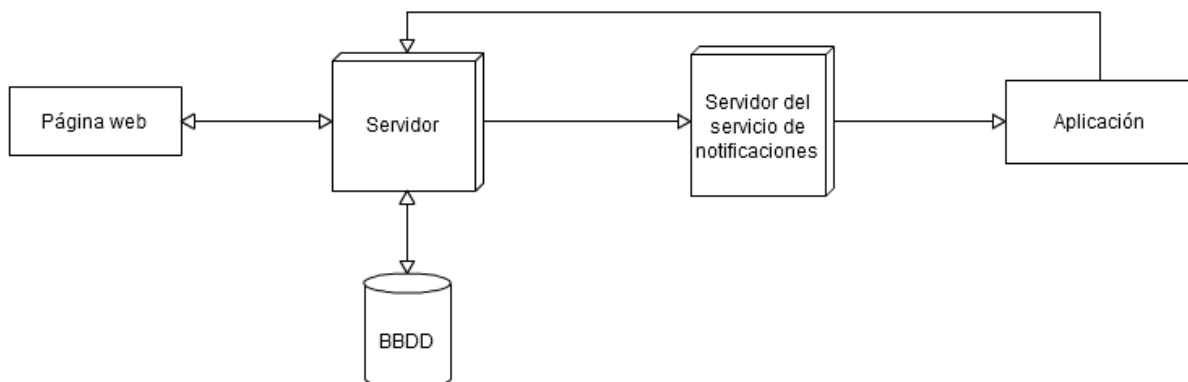 Página web
Servidor
Servidor del
servicio de
notificaciones
Aplicación
BBDD